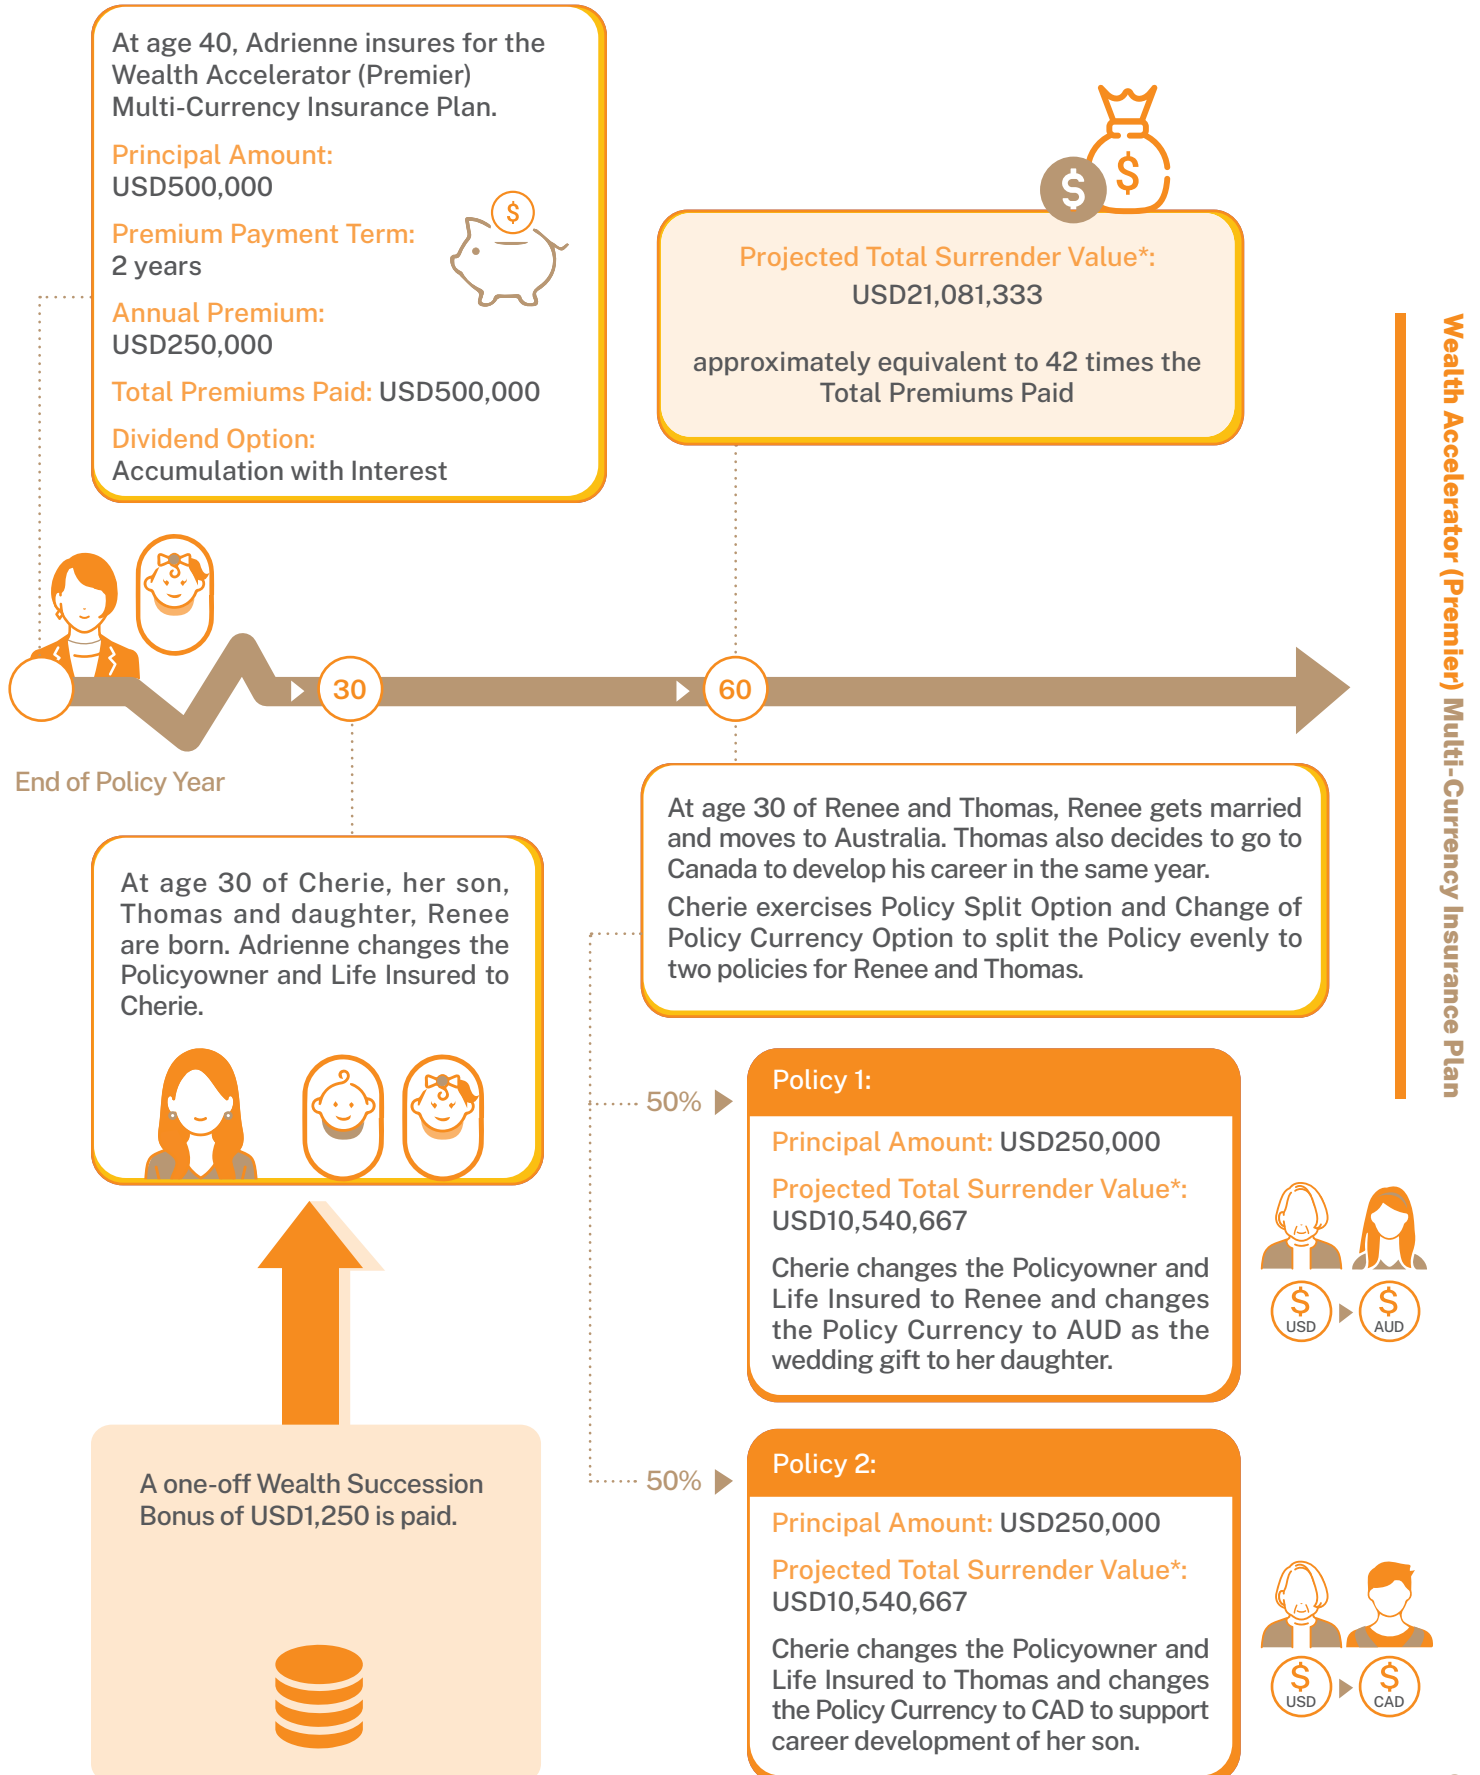 At age 40, Adrienne insures for the
Wealth Accelerator (Premier)
Multi-Currency Insurance Plan.
Principal Amount:
USD500,000
Premium Payment Term:
2 years
Annual Premium:
USD250,000
Total Premiums Paid: USD500,000
Dividend Option:
Accumulation with Interest
$
$
$
Projected Total Surrender Value*:
USD21,081,333
approximately equivalent to 42 times the
Total Premiums Paid
Wealth Accelerator (Premier) Multi-Currency Insurance Plan
30
60
End of Policy Year
At age 30 of Cherie, her son,
Thomas and daughter, Renee
are born. Adrienne changes the
Policyowner and Life Insured to
Cherie.
A one-off Wealth Succession
Bonus of USD1,250 is paid.
At age 30 of Renee and Thomas, Renee gets married
and moves to Australia. Thomas also decides to go to
Canada to develop his career in the same year.
Cherie exercises Policy Split Option and Change of
Policy Currency Option to split the Policy evenly to
two policies for Renee and Thomas.
50%
Policy 1:
Principal Amount: USD250,000
Projected Total Surrender Value*:
USD10,540,667
Cherie changes the Policyowner and
Life Insured to Renee and changes
the Policy Currency to AUD as the
wedding gift to her daughter.
$
USD
$
AUD
50%
Policy 2:
Principal Amount: USD250,000
Projected Total Surrender Value*:
USD10,540,667
Cherie changes the Policyowner and
Life Insured to Thomas and changes
the Policy Currency to CAD to support
career development of her son.
$
USD
$
CAD